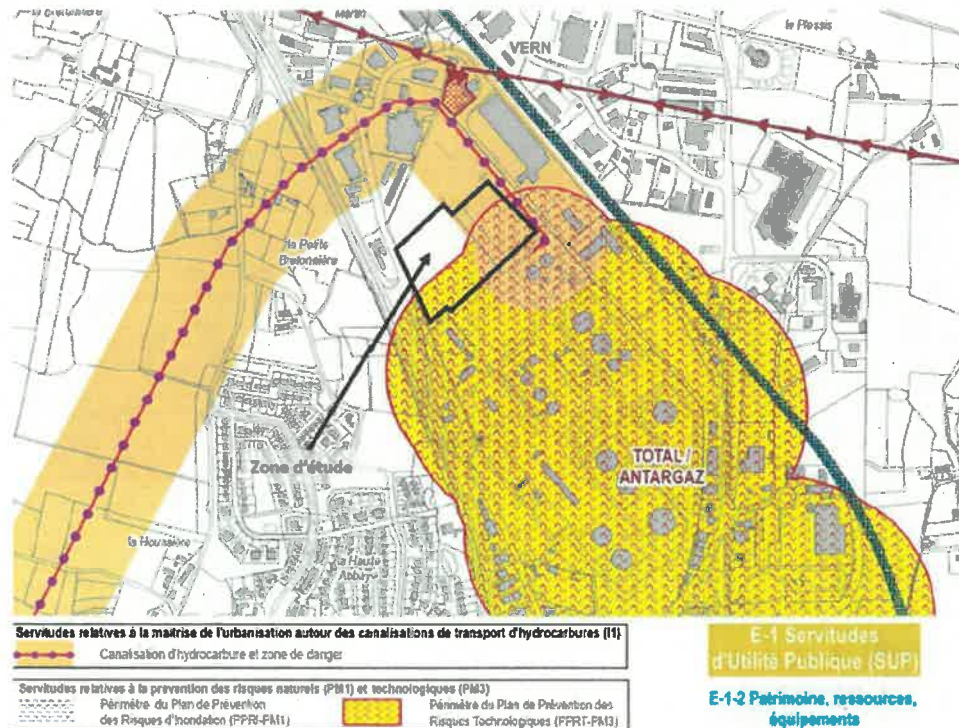 Merlin
la Plessis
VERN
la Petite
Bretonnière
Zone d'étude
TOTAL/
ANTARGAZ
la Houssière
la Haute
Abbaye
Servitudes relatives à la maîtrise de l'urbanisation autour des canalisations de transport d'hydrocarbures (I1)
Canalisation d'hydrocarbure et zone de danger
Servitudes relatives à la prévention des risques naturels (PM1) et technologiques (PM3)
Périmètre du Plan de Prévention
des Risques d'Inondation (PPRI-PM1)
Périmètre du Plan de Prévention des
Risques Technologiques (PPRT-PM3)
E-1 Servitudes
d'Utilité Publique (SUP)
E-1-2 Patrimoine, ressources,
équipements